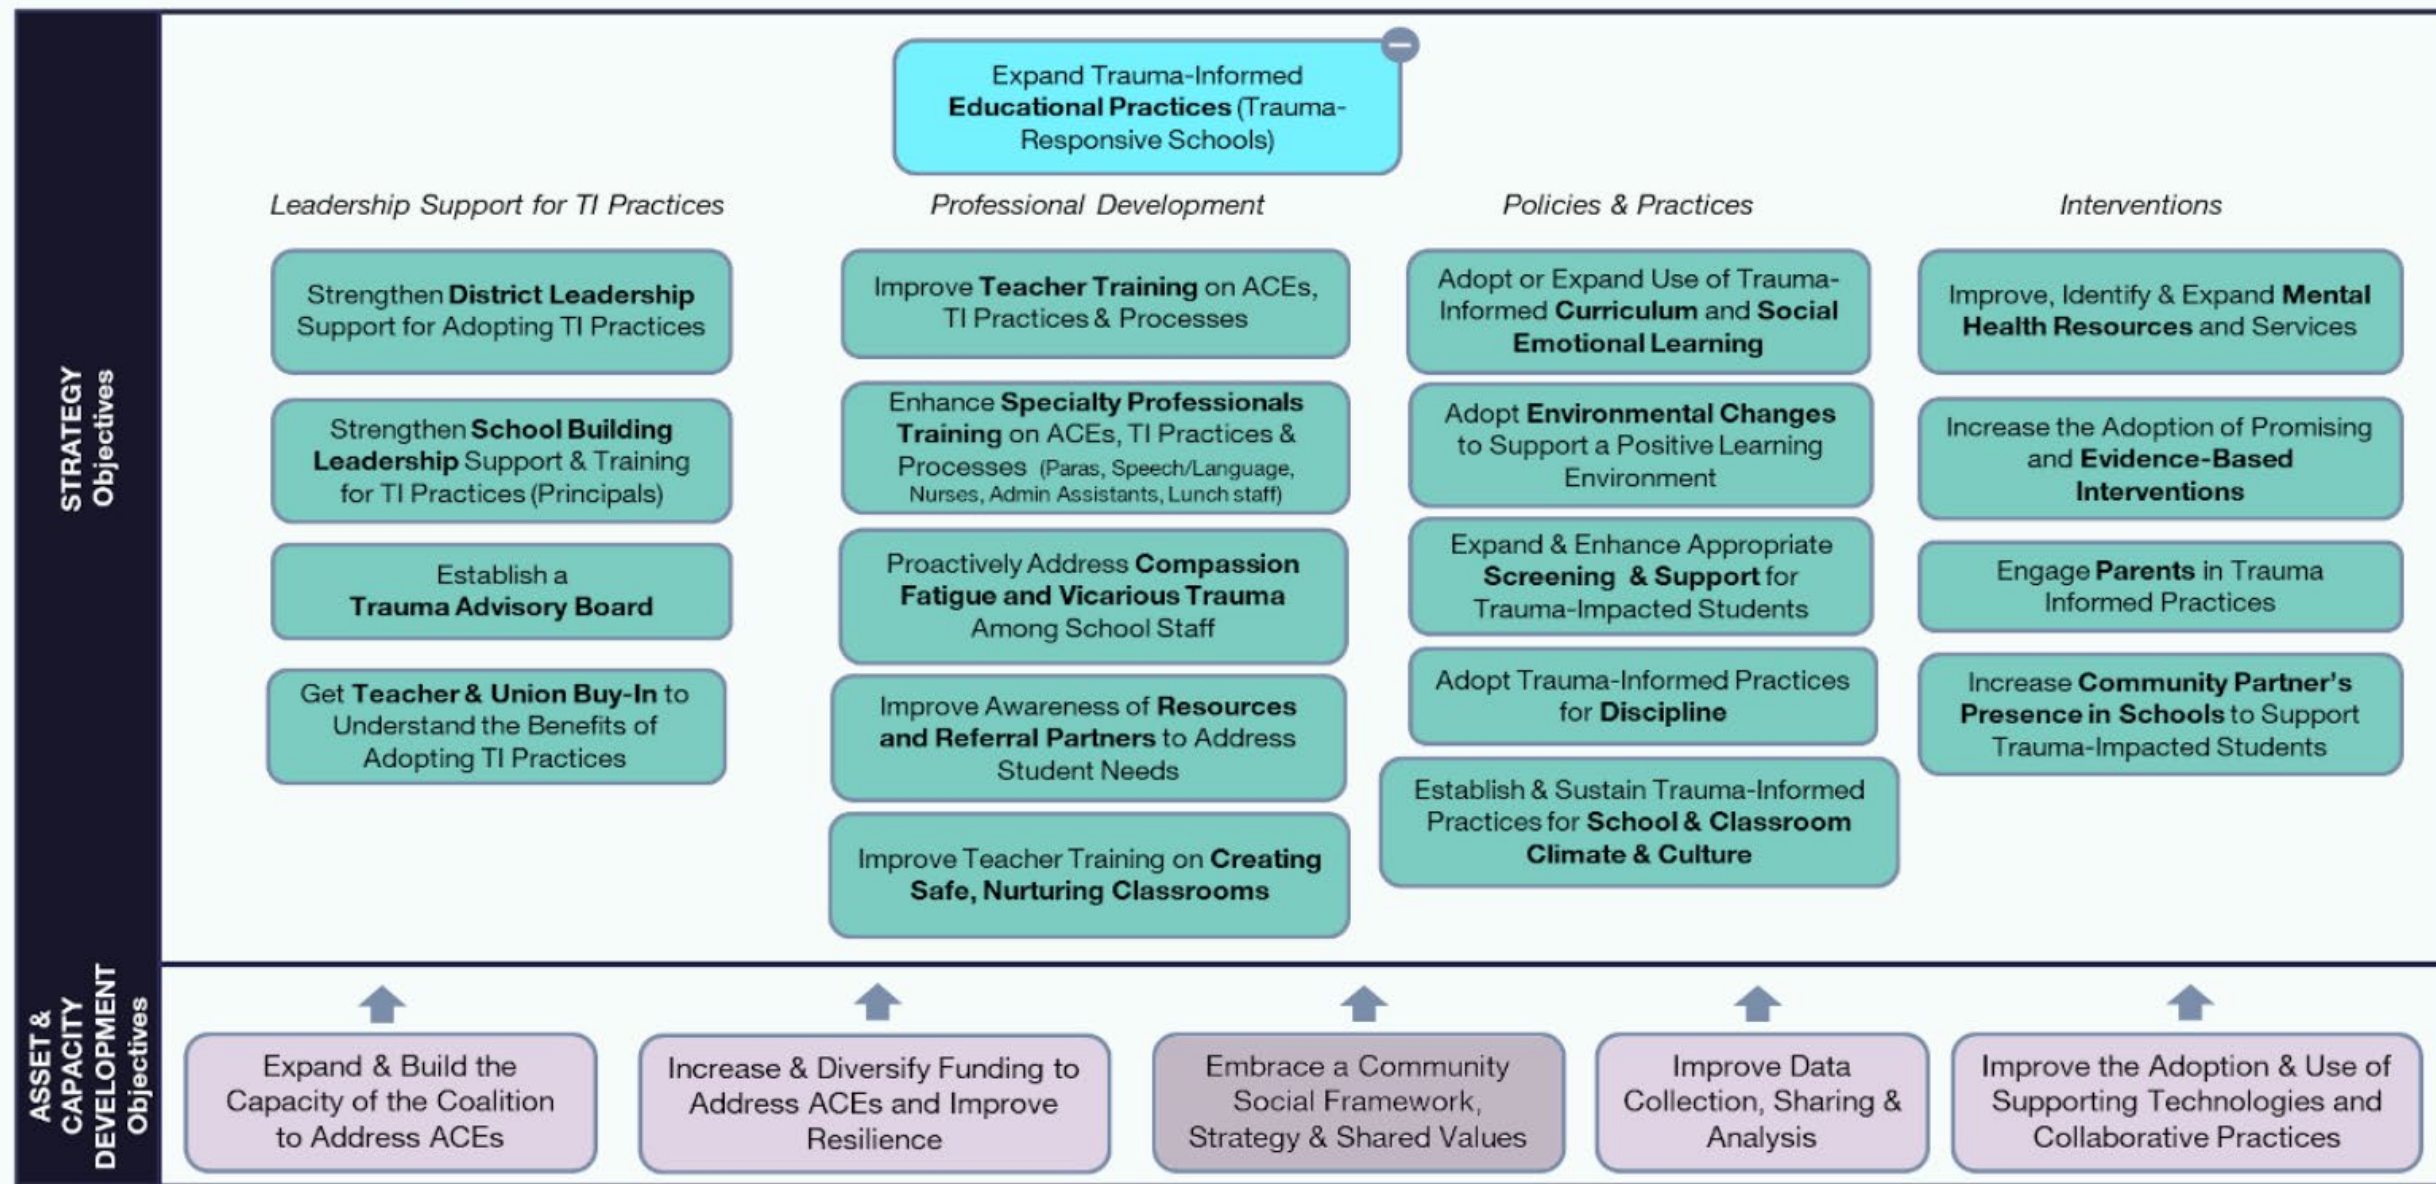 Expand Trauma-Informed
Educational Practices (Trauma-
Responsive Schools)
STRATEGY
Objectives
Leadership Support for TI Practices
Strengthen District Leadership
Support for Adopting TI Practices
Strengthen School Building
Leadership Support & Training
for TI Practices (Principals)
Establish a
Trauma Advisory Board
Get Teacher & Union Buy-In to
Understand the Benefits of
Adopting TI Practices
Professional Development
Improve Teacher Training on ACEs,
TI Practices & Processes
Enhance Specialty Professionals
Training on ACEs, TI Practices &
Processes (Paras, Speech/Language,
Nurses, Admin Assistants, Lunch staff)
Proactively Address Compassion
Fatigue and Vicarious Trauma
Among School Staff
Improve Awareness of Resources
and Referral Partners to Address
Student Needs
Improve Teacher Training on Creating
Safe, Nurturing Classrooms
Policies & Practices
Adopt or Expand Use of Trauma-
Informed Curriculum and Social
Emotional Learning
Adopt Environmental Changes
to Support a Positive Learning
Environment
Expand & Enhance Appropriate
Screening & Support for
Trauma-Impacted Students
Adopt Trauma-Informed Practices
for Discipline
Establish & Sustain Trauma-Informed
Practices for School & Classroom
Climate & Culture
Interventions
Improve, Identify & Expand Mental
Health Resources and Services
Increase the Adoption of Promising
and Evidence-Based
Interventions
Engage Parents in Trauma
Informed Practices
Increase Community Partner's
Presence in Schools to Support
Trauma-Impacted Students
ASSET &
CAPACITY
DEVELOPMENT
Objectives
Expand & Build the
Capacity of the Coalition
to Address ACEs
Increase & Diversify Funding to
Address ACEs and Improve
Resilience
Embrace a Community
Social Framework,
Strategy & Shared Values
Improve Data
Collection, Sharing &
Analysis
Improve the Adoption & Use of
Supporting Technologies and
Collaborative Practices